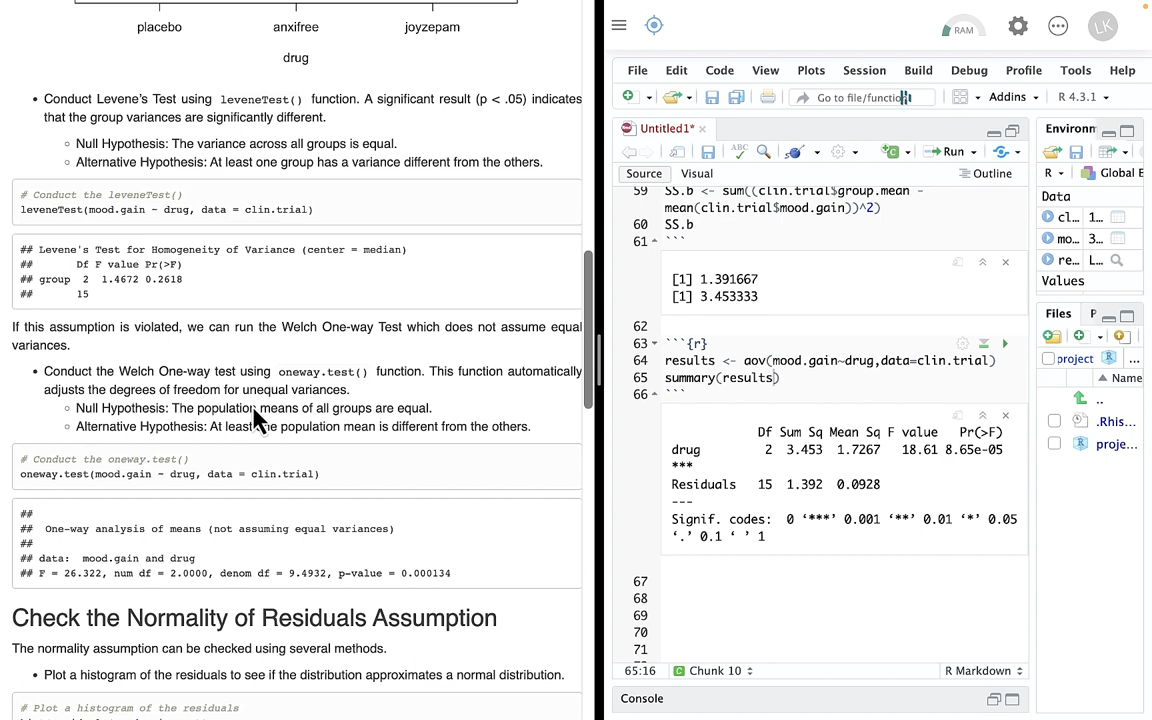 placebo anxifree joyzepam
drug
• Conduct Levene's Test using leveneTest() function. A significant result (p < .05) indicates
that the group variances are significantly different.
◦ Null Hypothesis: The variance across all groups is equal.
◦ Alternative Hypothesis: At least one group has a variance different from the others.
# Conduct the leveneTest()
leveneTest(mood.gain ~ drug, data = clin.trial)
## Levene's Test for Homogeneity of Variance (center = median)
##       Df F value Pr(>F)
## group  2  1.4672 0.2618
##       15
If this assumption is violated, we can run the Welch One-way Test which does not assume equal
variances.
• Conduct the Welch One-way test using oneway.test() function. This function automatically
adjusts the degrees of freedom for unequal variances.
◦ Null Hypothesis: The population means of all groups are equal.
◦ Alternative Hypothesis: At least population mean is different from the others.
# Conduct the oneway.test()
oneway.test(mood.gain ~ drug, data = clin.trial)
##
##  One-way analysis of means (not assuming equal variances)
##
## data:  mood.gain and drug
## F = 26.322, num df = 2.0000, denom df = 9.4932, p-value = 0.000134
Check the Normality of Residuals Assumption
The normality assumption can be checked using several methods.
• Plot a histogram of the residuals to see if the distribution approximates a normal distribution.
# Plot a histogram of the residuals
RAM LK
File Edit Code View Plots Session Build Debug Profile Tools Help
Go to file/function Addins R 4.3.1
Untitled1*
ABC Run
Source Visual Outline
59 SS.b <- sum((clin.trial$group.mean -
mean(clin.trial$mood.gain))^2)
60 SS.b
61 ```
[1] 1.391667
[1] 3.453333
62
63 ```{r}
64 results <- aov(mood.gain~drug,data=clin.trial)
65 summary(results)
66 ```
Df Sum Sq Mean Sq F value Pr(>F)
drug 2 3.453 1.7267 18.61 8.65e-05
***
Residuals 15 1.392 0.0928
---
Signif. codes: 0 ‘***’ 0.001 ‘**’ 0.01 ‘*’ 0.05
‘.’ 0.1 ‘ ’ 1
67
68
69
70
71
65:16 Chunk 10 R Markdown
Console
Environ
R Global E
Data
cl... 1...
mo... 3...
re... L...
Values
Files P
project ...
Name
..
.Rhis...
proje...